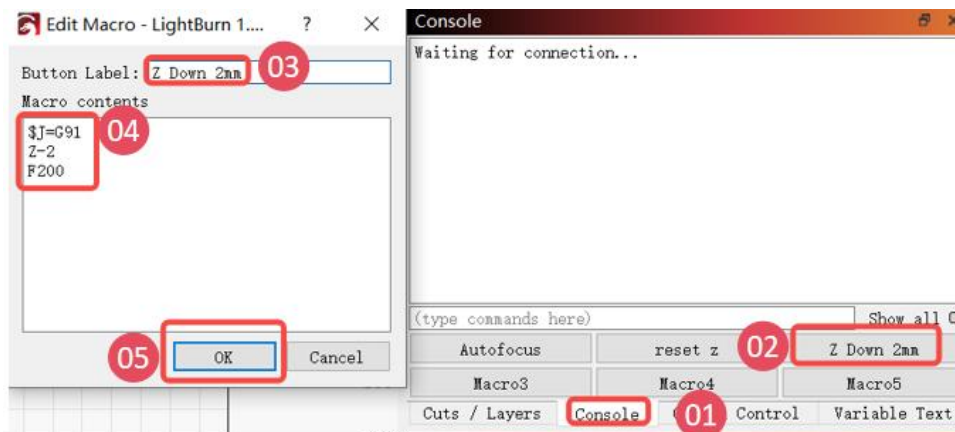 Edit Macro - LightBurn 1....
Button Label: Z Down 2mm 03
Macro contents
$J=G91
Z-2
F200
04
05 OK Cancel
Console
Waiting for connection...
(type commands here) Show all
Autofocus reset z 02 Z Down 2mm
Macro3 Macro4 Macro5
Cuts / Layers Console 01 Control Variable Text